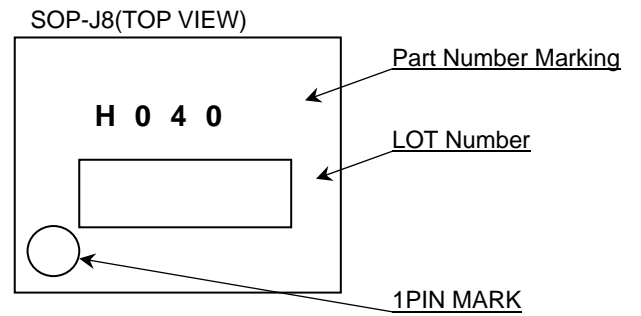 SOP-J8(TOP VIEW)
Part Number Marking
H 0 4 0
LOT Number
1PIN MARK